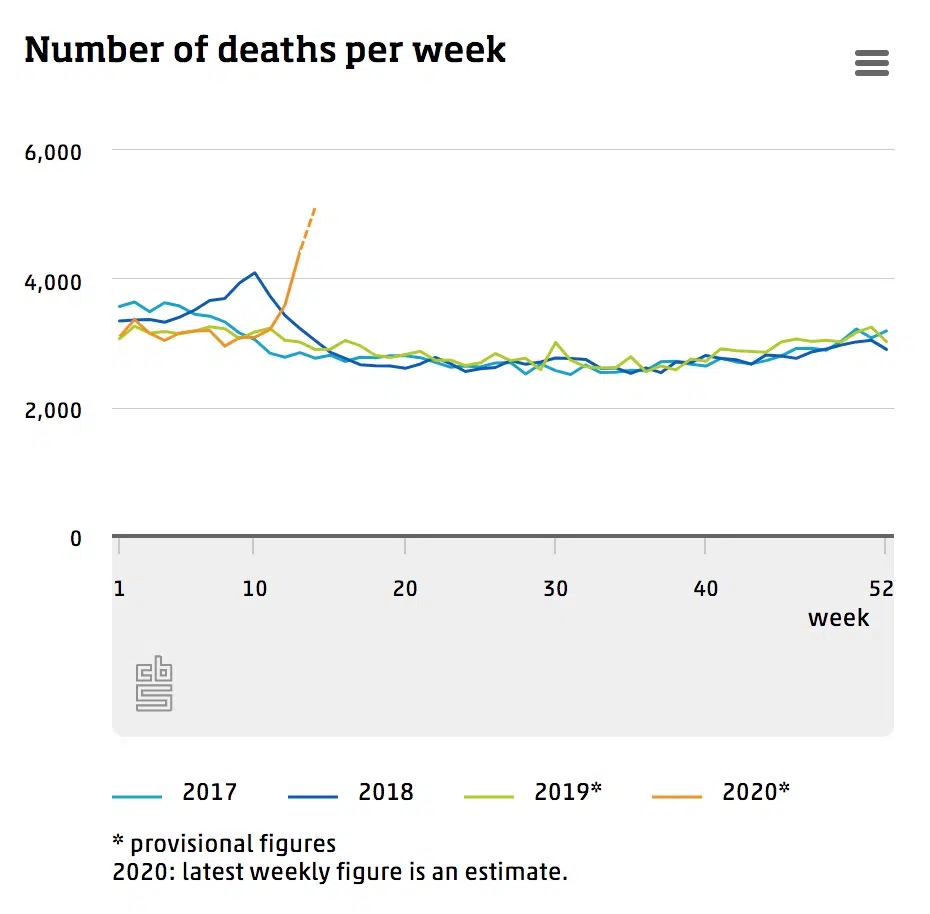 Number of deaths per week
6,000
4,000
2,000
0
1 10 20 30 40 52
week
cbs
2017 2018 2019* 2020*
* provisional figures
2020: latest weekly figure is an estimate.